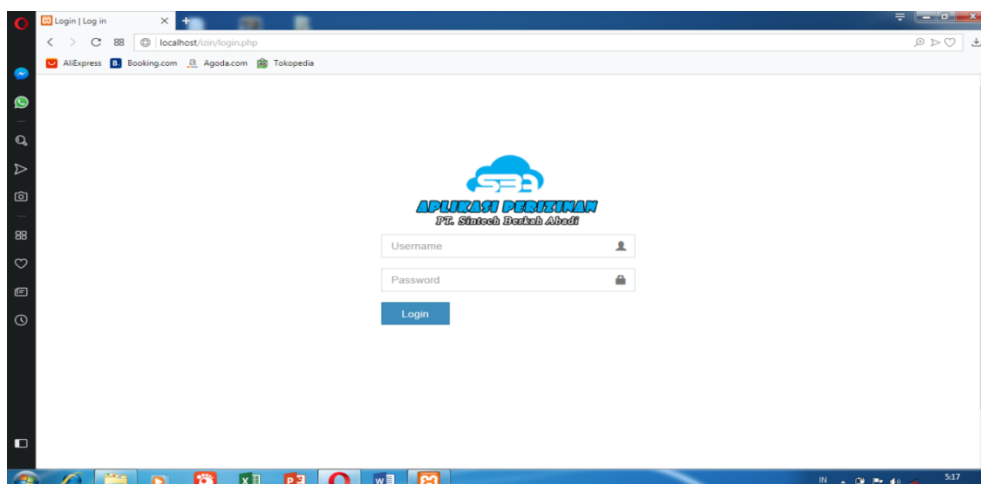 Login | Log in
localhost/izin/login.php
AliExpress
B. Booking.com
Agoda.com
Tokopedia
SBA
APLIKASI PERIZINAN
PT. Sintech Berkah Abadi
Username
Password
Login
IN
5:17